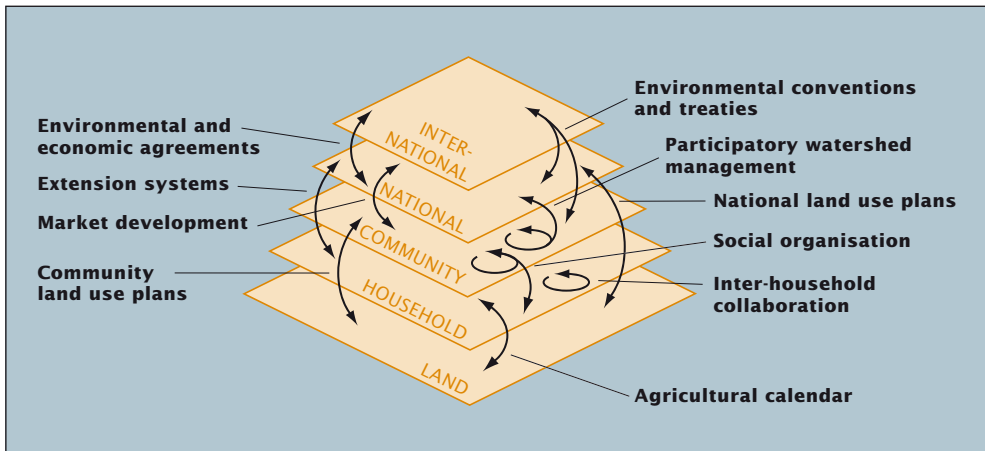 Environmental and
economic agreements
Extension systems
Market development
Community
land use plans
INTER-
NATIONAL
NATIONAL
COMMUNITY
HOUSEHOLD
LAND
Environmental conventions
and treaties
Participatory watershed
management
National land use plans
Social organisation
Inter-household
collaboration
Agricultural calendar